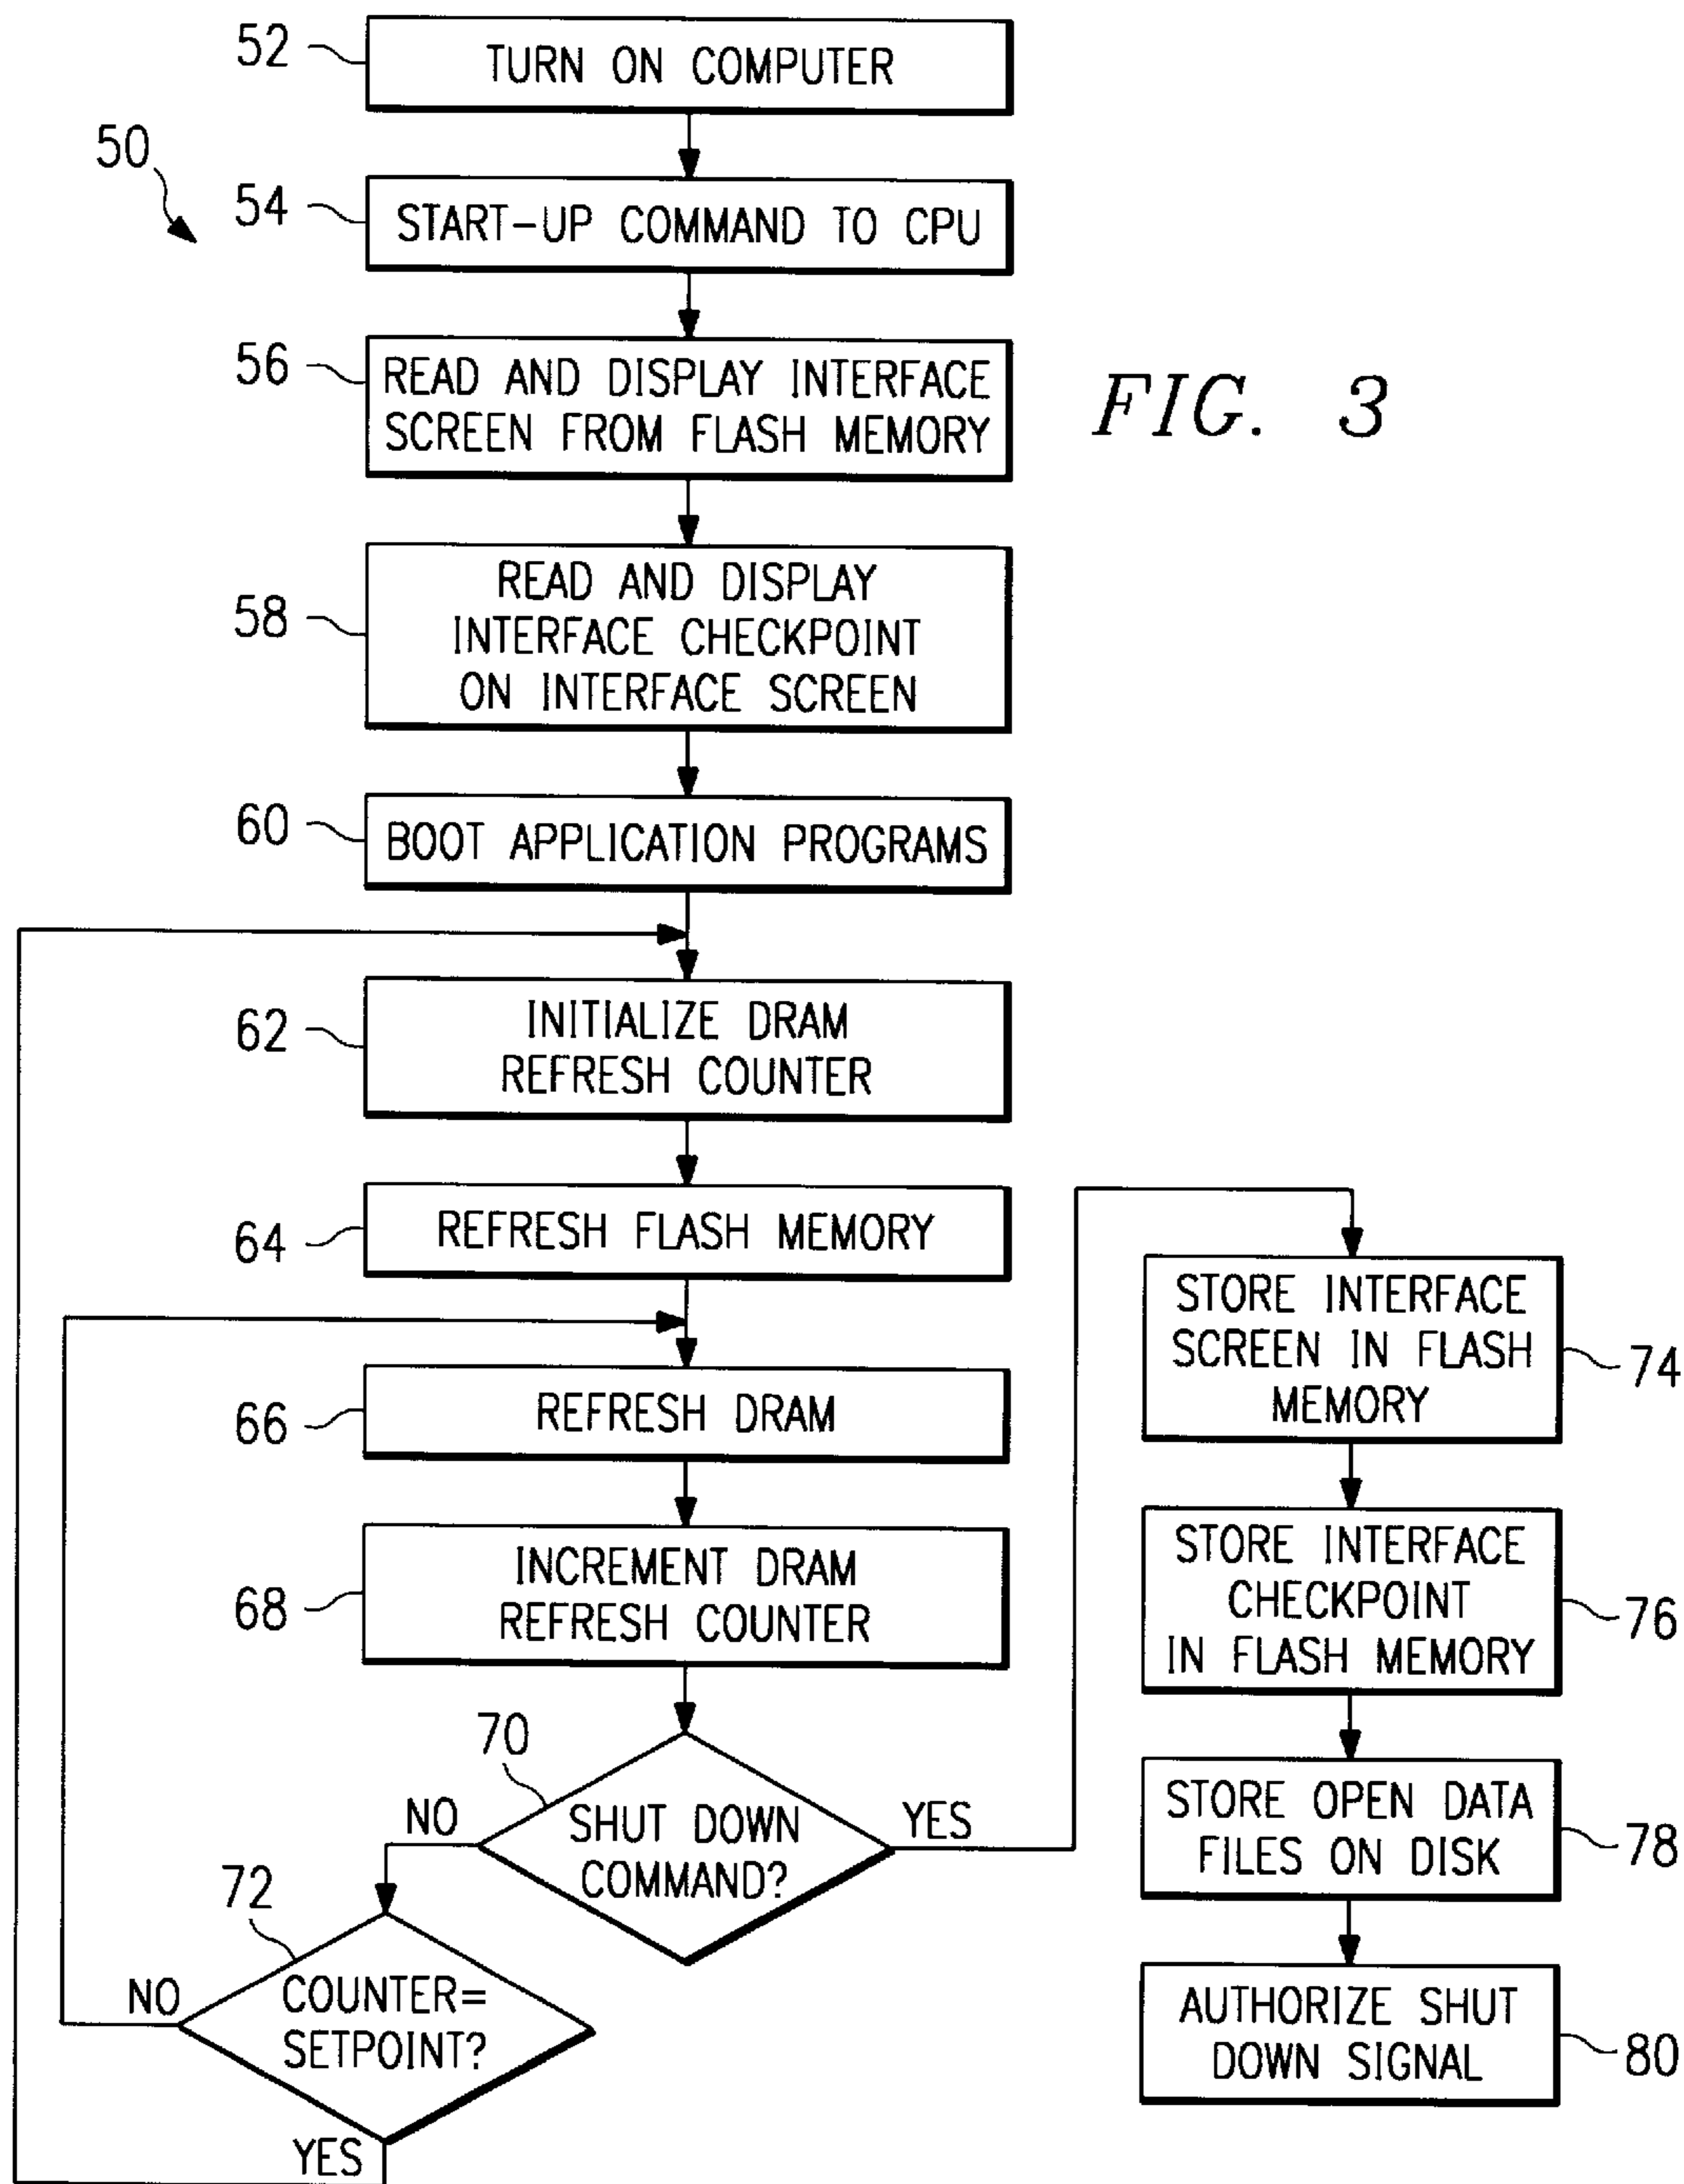 52
TURN ON COMPUTER
50
54
START-UP COMMAND TO CPU
56
READ AND DISPLAY INTERFACE
SCREEN FROM FLASH MEMORY
FIG. 3
58
READ AND DISPLAY
INTERFACE CHECKPOINT
ON INTERFACE SCREEN
60
BOOT APPLICATION PROGRAMS
62
INITIALIZE DRAM
REFRESH COUNTER
64
REFRESH FLASH MEMORY
66
REFRESH DRAM
68
INCREMENT DRAM
REFRESH COUNTER
70
SHUT DOWN
COMMAND?
NO
YES
72
COUNTER=
SETPOINT?
NO
YES
STORE INTERFACE
SCREEN IN FLASH
MEMORY
74
STORE INTERFACE
CHECKPOINT
IN FLASH MEMORY
76
STORE OPEN DATA
FILES ON DISK
78
AUTHORIZE SHUT
DOWN SIGNAL
80